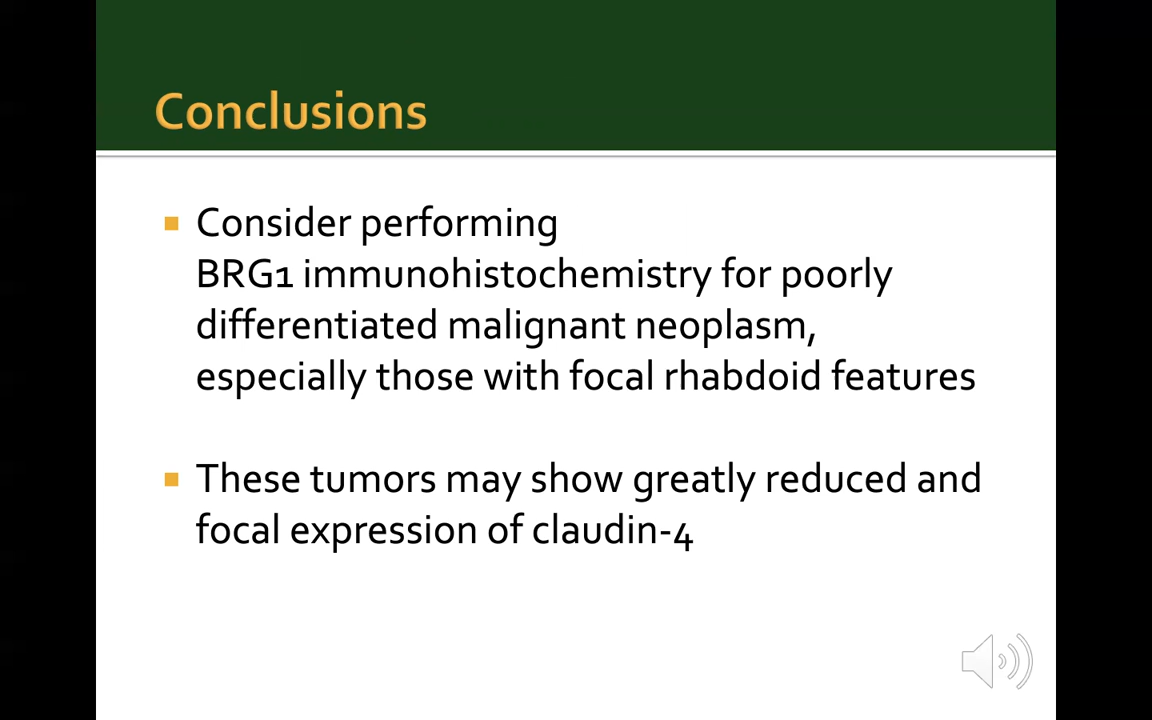 Conclusions
Consider performing
BRG1 immunohistochemistry for poorly
differentiated malignant neoplasm,
especially those with focal rhabdoid features
These tumors may show greatly reduced and
focal expression of claudin-4